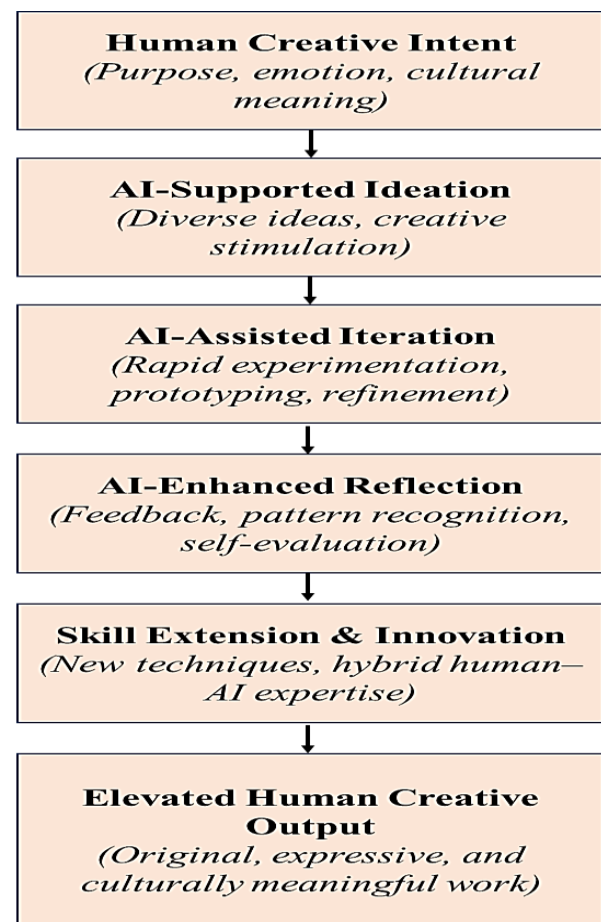 Human Creative Intent
(Purpose, emotion, cultural
meaning)
AI-Supported Ideation
(Diverse ideas, creative
stimulation)
AI-Assisted Iteration
(Rapid experimentation,
prototyping, refinement)
AI-Enhanced Reflection
(Feedback, pattern recognition,
self-evaluation)
Skill Extension & Innovation
(New techniques, hybrid human–
AI expertise)
Elevated Human Creative
Output
(Original, expressive, and
culturally meaningful work)